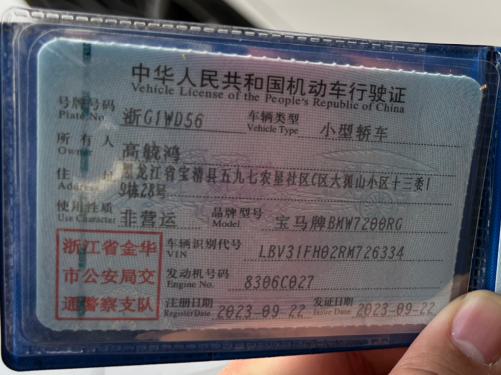 中华人民共和国机动车行驶证
Vehicle License of the People's Republic of China
号牌号码 浙G1WD56 车辆类型 小型轿车
Plate No. Vehicle Type
所有人 高毓鸿
Owner
住址 黑龙江省宝清县五九七农垦社区C区大孤山小区十三委1
Address 9栋28号
使用性质 非营运 品牌型号 宝马牌BMW7200RG
Use Character Model
浙江省金华
市公安局交
通警察支队
车辆识别代号 LBV31FH02RM726334
VIN
发动机号码 8306C027
Engine No.
注册日期 2023-09-22 发证日期 2023-09-22
Register Date Issue Date